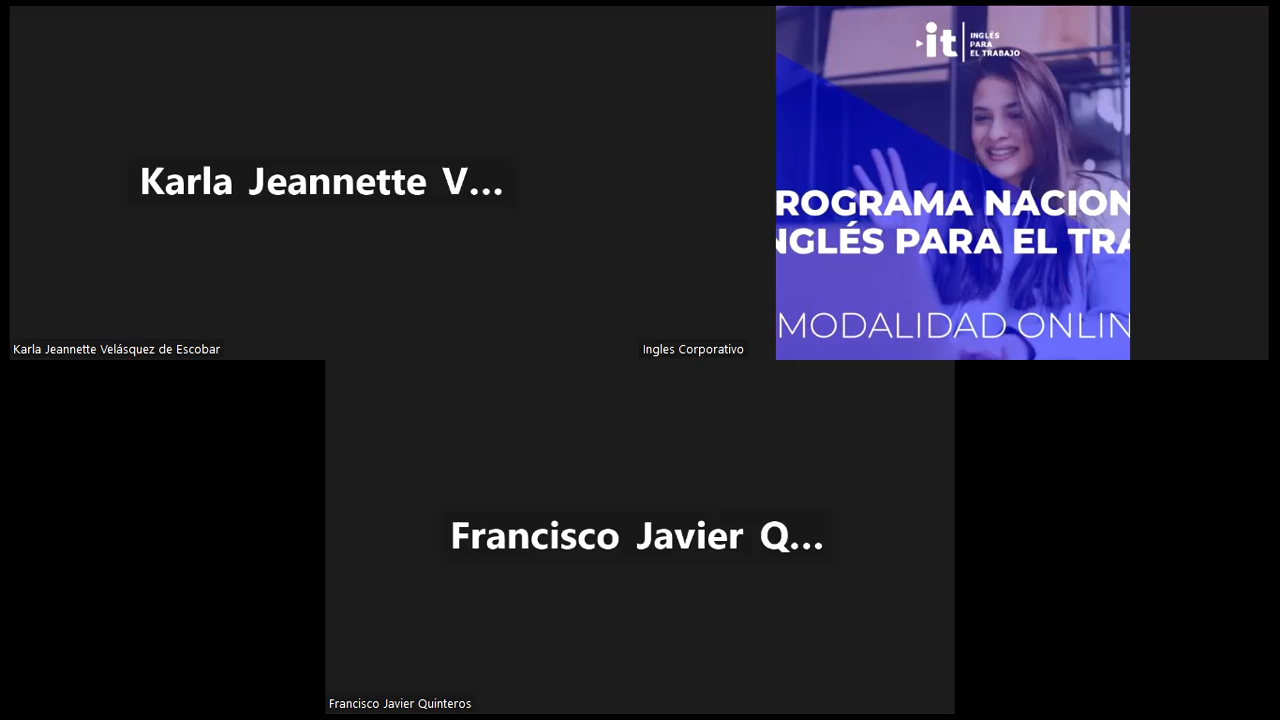 Karla Jeannette V...
Karla Jeannette Velásquez de Escobar
it
INGLÉS
PARA
EL TRABAJO
ROGRAMA NACION
NGLÉS PARA EL TRA
MODALIDAD ONLIN
Ingles Corporativo
Francisco Javier Q...
Francisco Javier Quinteros